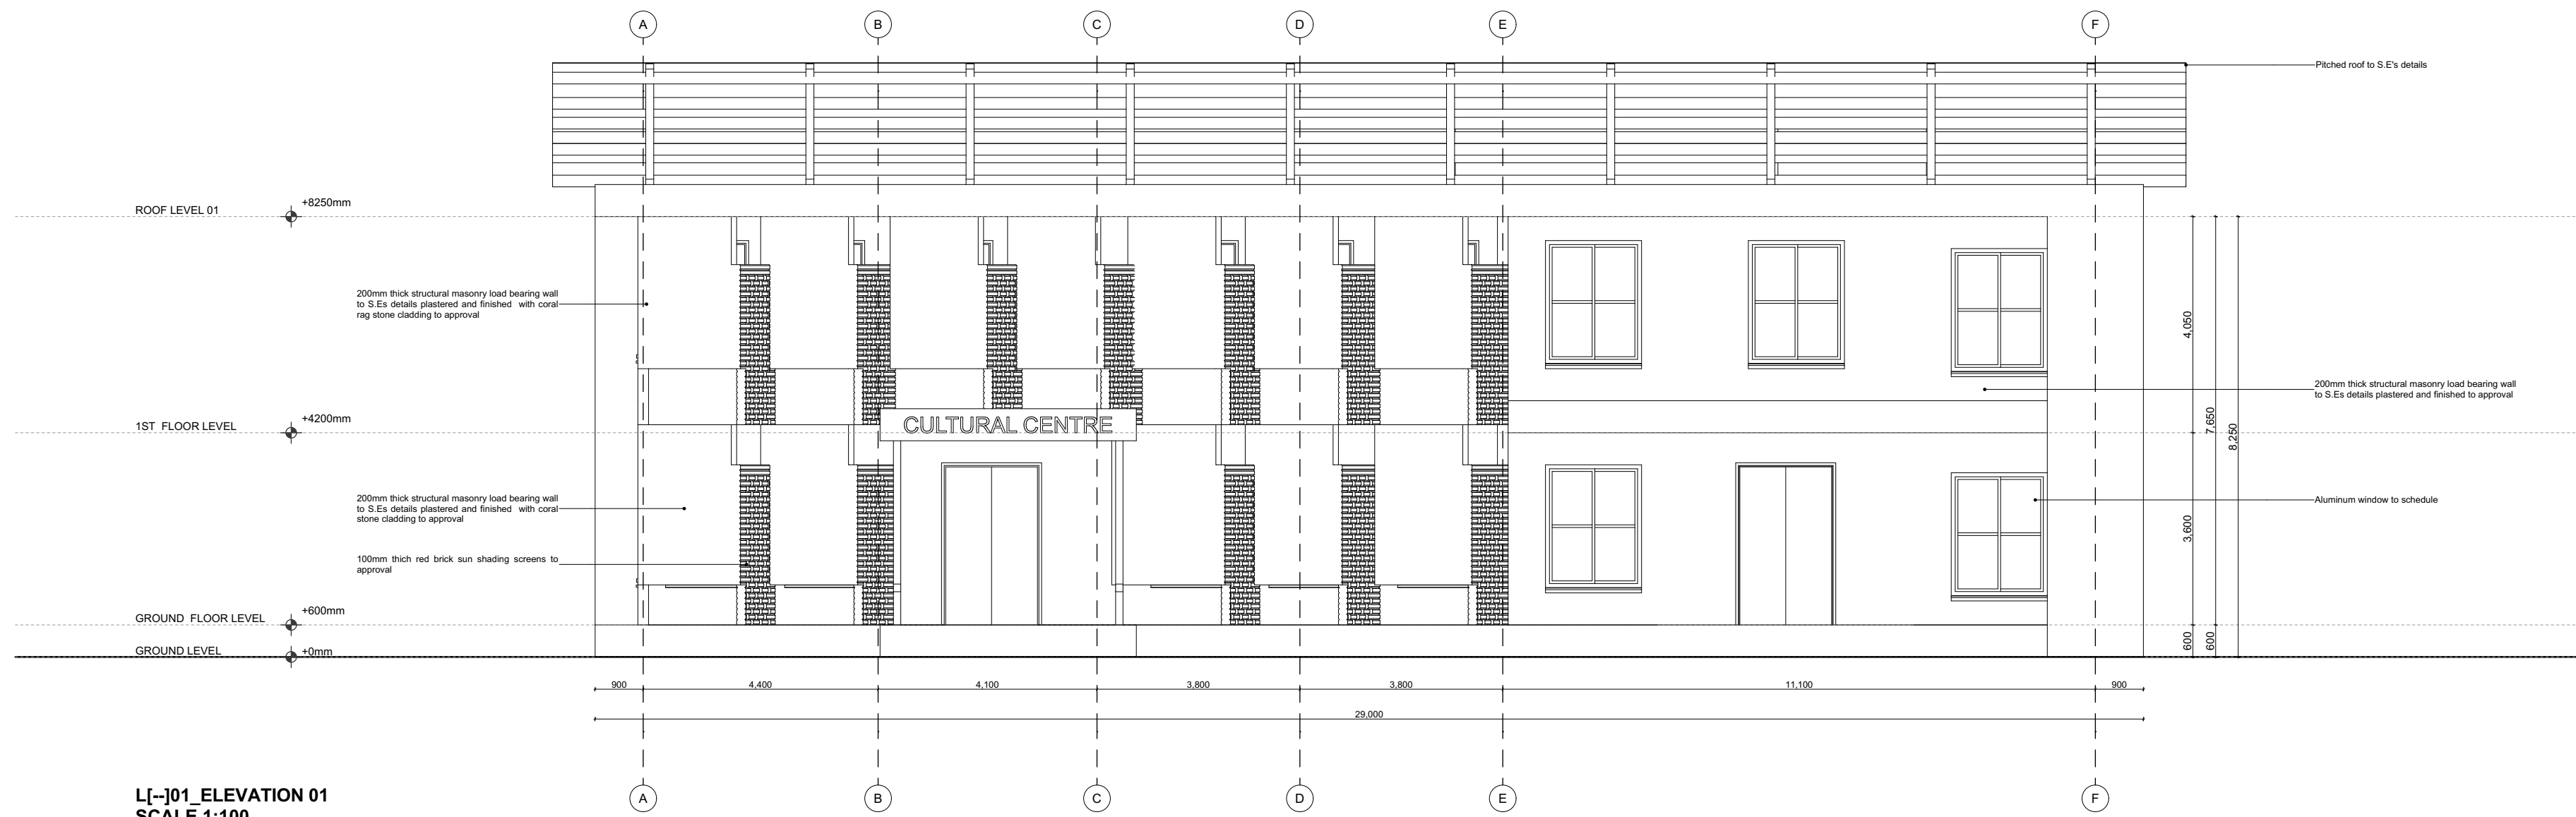 A B C D E F
Pitched roof to S.E's details
ROOF LEVEL 01 +8250mm
200mm thick structural masonry load bearing wall
to S.Es details plastered and finished with coral
rag stone cladding to approval
4,050
200mm thick structural masonry load bearing wall
to S.Es details plastered and finished to approval
1ST FLOOR LEVEL +4200mm
CULTURAL CENTRE
7,650
8,250
200mm thick structural masonry load bearing wall
to S.Es details plastered and finished with coral
stone cladding to approval
Aluminum window to schedule
3,600
100mm thich red brick sun shading screens to
approval
GROUND FLOOR LEVEL +600mm
600 600
GROUND LEVEL +0mm
900 4,400 4,100 3,800 3,800 11,100 900
29,000
L[--]01_ELEVATION 01
SCALE 1:100
A B C D E F